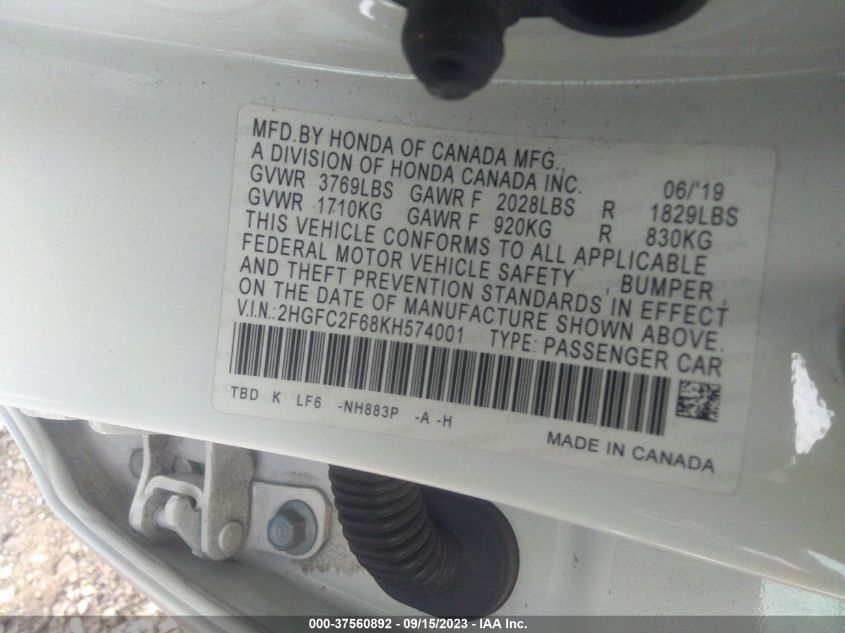 MFD.BY HONDA OF CANADA MFG.,
A DIVISION OF HONDA CANADA INC. 06/'19
GVWR 3769LBS GAWR F 2028LBS R 1829LBS
GVWR 1710KG GAWR F 920KG R 830KG
THIS VEHICLE CONFORMS TO ALL APPLICABLE
FEDERAL MOTOR VEHICLE SAFETY , BUMPER ,
AND THEFT PREVENTION STANDARDS IN EFFECT
ON THE DATE OF MANUFACTURE SHOWN ABOVE.
V.I.N.:2HGFC2F68KH574001 TYPE: PASSENGER CAR
TBD K LF6 -NH883P -A -H
MADE IN CANADA
000-37560892 - 09/15/2023 - IAA Inc.